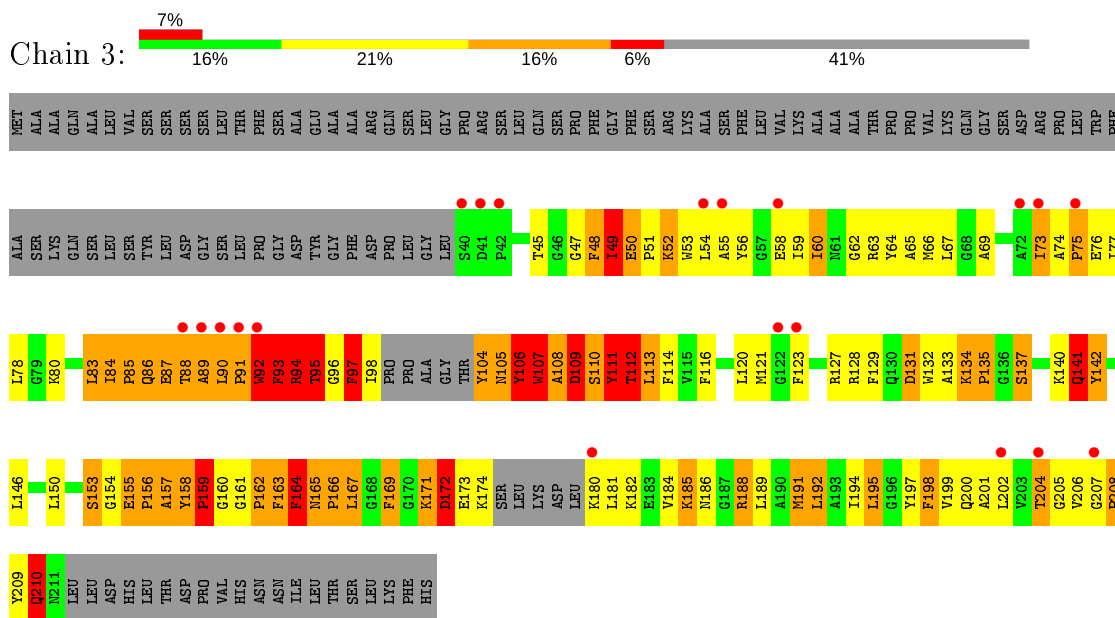 7%
Chain 3:
16% 21% 16% 6% 41%
MET ALA ALA GLN ALA LEU VAL SER SER SER SER LEU THR PHE SER ALA GLU ALA ALA ARG GLN SER LEU GLY PRO ARG SER LEU GLN SER PRO PHE GLY PHE SER ARG LYS ALA SER PHE LEU VAL LYS ALA ALA ALA THR PRO PRO VAL LYS GLN GLY SER ASP ARG PRO LEU TRP PHE
ALA SER LYS GLN SER LEU SER TYR LEU ASP GLY SER LEU PRO GLY ASP TYR GLY PHE ASP PRO LEU GLY LEU S40 D41 P42 T45 G46 G47 F48 I49 E50 P51 K52 W53 L54 A55 Y56 G57 E58 I59 I60 N61 G62 R63 Y64 A65 M66 L67 G68 A69 A72 I73 A74 P75 E76 I77
L78 G79 K80 L83 I84 P85 Q86 E87 T88 A89 L90 P91 W92 F93 R94 T95 G96 F97 I98 PRO PRO ALA GLY THR Y104 N105 Y106 W107 A108 D109 S110 Y111 T112 L113 F114 V115 F116 L120 M121 G122 F123 R127 R128 F129 Q130 D131 W132 A133 K134 P135 G136 S137 K140 Q141 Y142
L146 L150 S153 G154 E155 P156 A157 Y158 P159 G160 G161 P162 F163 F164 N165 P166 L167 G168 F169 G170 K171 D172 E173 K174 SER LEU LYS ASP LEU K180 L181 K182 E183 V184 K185 N186 G187 R188 L189 A190 M191 L192 A193 I194 L195 G196 Y197 F198 V199 Q200 A201 L202 V203 T204 G205 V206 G207
Y209 Q210 N211 LEU LEU ASP HIS LEU THR ASP PRO VAL HIS ASN ASN ILE LEU THR SER LEU LYS PHE HIS